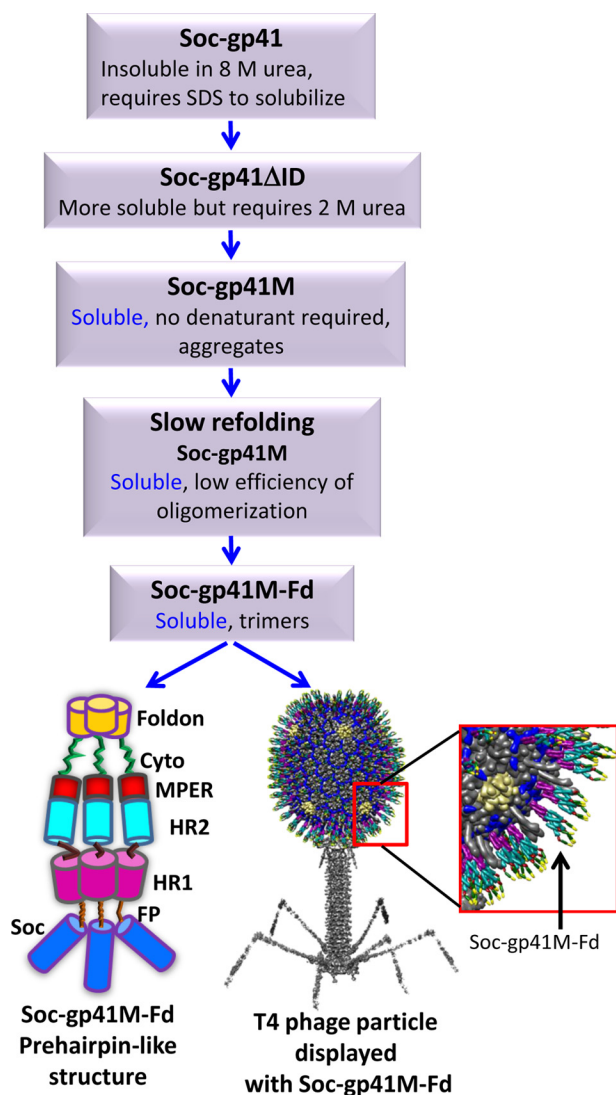 Soc-gp41
Insoluble in 8 M urea,
requires SDS to solubilize
Soc-gp41ΔID
More soluble but requires 2 M urea
Soc-gp41M
Soluble, no denaturant required,
aggregates
Slow refolding
Soc-gp41M
Soluble, low efficiency of
oligomerization
Soc-gp41M-Fd
Soluble, trimers
Foldon
Cyto
MPER
HR2
HR1
FP
Soc
Soc-gp41M-Fd
Prehairpin-like
structure
T4 phage particle
displayed
with Soc-gp41M-Fd
Soc-gp41M-Fd